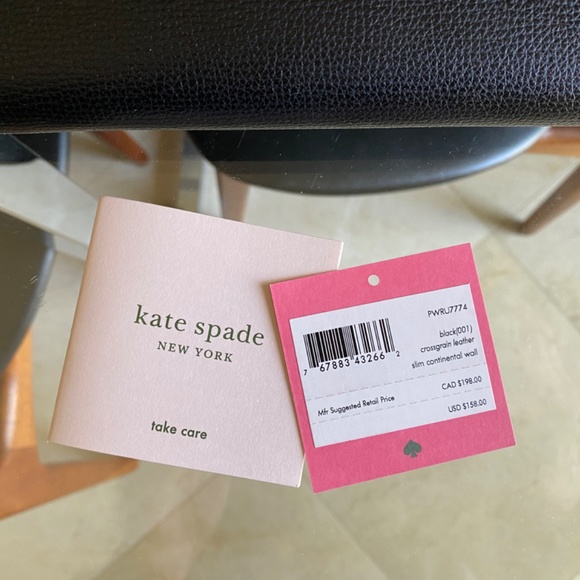 kate spade
NEW YORK
take care
PWRU7774
black(001)
crossgrain leather
slim continental wall
7 67883 43266 2
CAD $198.00
Mfr Suggested Retail Price
USD $158.00